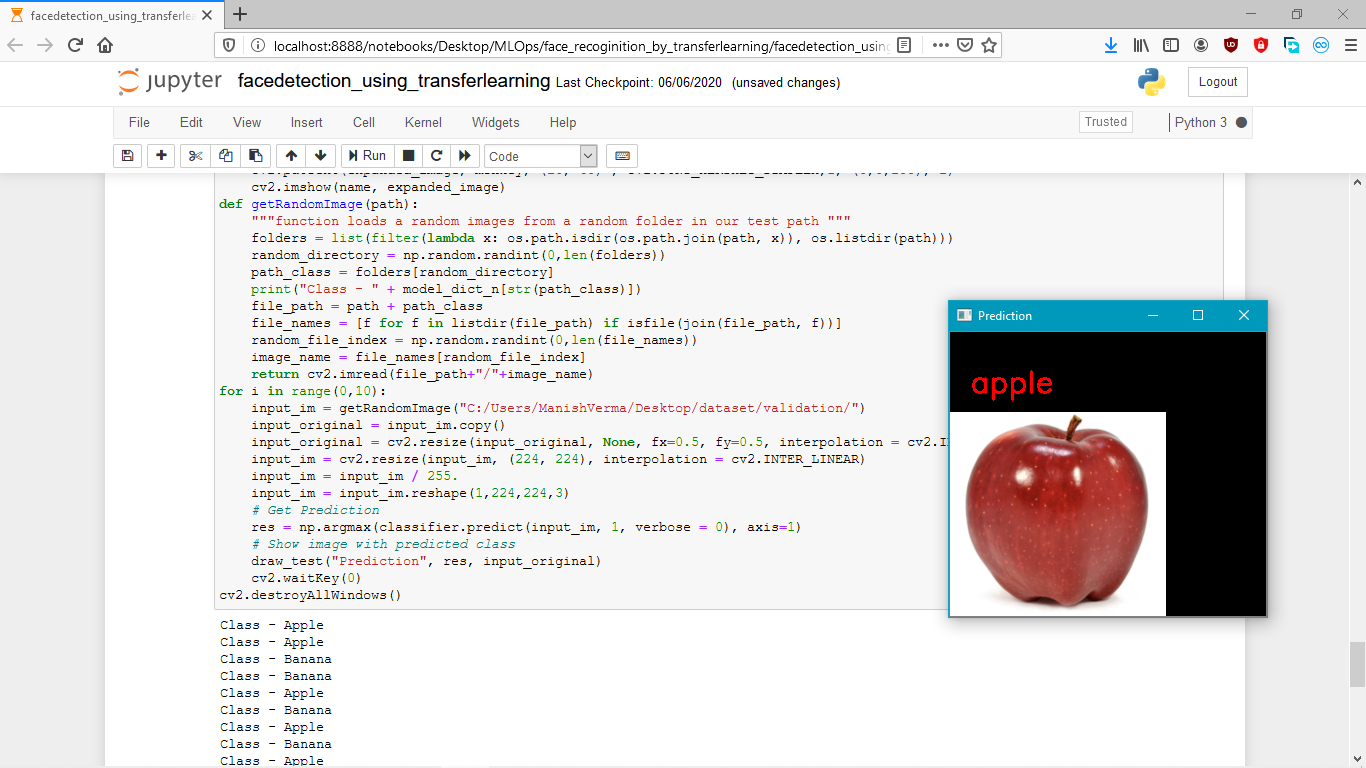 facedetection_using_transferle
localhost:8888/notebooks/Desktop/MLOps/face_recoginition_by_transferlearning/facedetection_using
jupyter facedetection_using_transferlearning Last Checkpoint: 06/06/2020 (unsaved changes)
Logout
File Edit View Insert Cell Kernel Widgets Help
Trusted Python 3
Run Code
cv2.imshow(name, expanded_image)
def getRandomImage(path):
    """function loads a random images from a random folder in our test path """
    folders = list(filter(lambda x: os.path.isdir(os.path.join(path, x)), os.listdir(path)))
    random_directory = np.random.randint(0,len(folders))
    path_class = folders[random_directory]
    print("Class - " + model_dict_n[str(path_class)])
    file_path = path + path_class
    file_names = [f for f in listdir(file_path) if isfile(join(file_path, f))]
    random_file_index = np.random.randint(0,len(file_names))
    image_name = file_names[random_file_index]
    return cv2.imread(file_path+"/"+image_name)
for i in range(0,10):
    input_im = getRandomImage("C:/Users/ManishVerma/Desktop/dataset/validation/")
    input_original = input_im.copy()
    input_original = cv2.resize(input_original, None, fx=0.5, fy=0.5, interpolation = cv2.I
    input_im = cv2.resize(input_im, (224, 224), interpolation = cv2.INTER_LINEAR)
    input_im = input_im / 255.
    input_im = input_im.reshape(1,224,224,3)
    # Get Prediction
    res = np.argmax(classifier.predict(input_im, 1, verbose = 0), axis=1)
    # Show image with predicted class
    draw_test("Prediction", res, input_original)
    cv2.waitKey(0)
cv2.destroyAllWindows()
Class - Apple
Class - Apple
Class - Banana
Class - Banana
Class - Apple
Class - Banana
Class - Apple
Class - Banana
Class - Apple
Prediction
apple